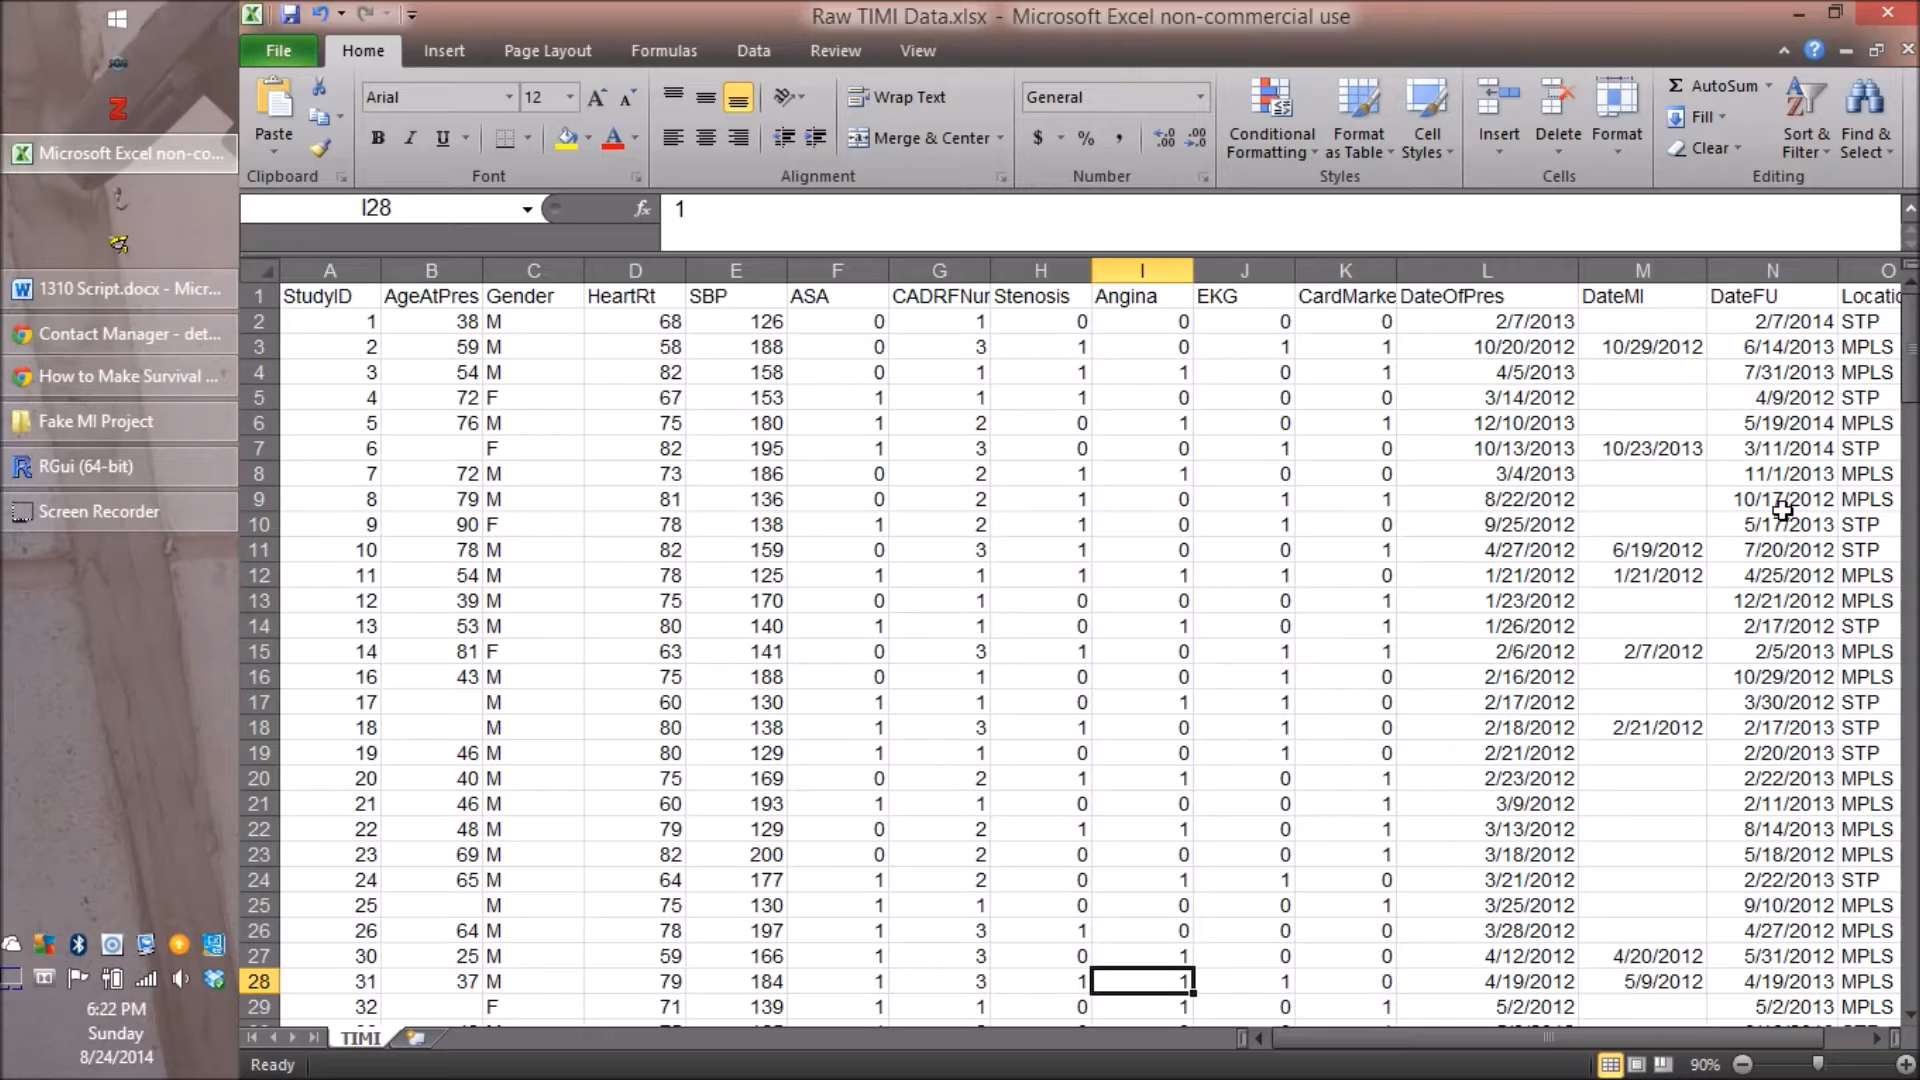 Raw TIMI Data.xlsx - Microsoft Excel non-commercial use
File Home Insert Page Layout Formulas Data Review View
Paste
Clipboard
Arial 12
B I U A
Font
Wrap Text
Merge & Center
Alignment
General
$ % , .00 .00
Number
Conditional Formatting
Format as Table
Cell Styles
Styles
Insert Delete Format
Cells
Σ AutoSum
Fill
Clear
Sort & Filter
Find & Select
Editing
I28 fx 1
A B C D E F G H I J K L M N O
1 StudyID AgeAtPres Gender HeartRt SBP ASA CADRFNur Stenosis Angina EKG CardMarke DateOfPres DateMI DateFU Locatic
2 1 38 M 68 126 0 1 0 0 0 0 2/7/2013 2/7/2014 STP
3 2 59 M 58 188 0 3 1 0 1 1 10/20/2012 10/29/2012 6/14/2013 MPLS
4 3 54 M 82 158 0 1 1 1 0 1 4/5/2013 7/31/2013 MPLS
5 4 72 F 67 153 1 1 1 0 0 0 3/14/2012 4/9/2012 STP
6 5 76 M 75 180 1 2 0 1 0 1 12/10/2013 5/19/2014 MPLS
7 6 F 82 195 1 3 0 0 1 0 10/13/2013 10/23/2013 3/11/2014 STP
8 7 72 M 73 186 0 2 1 1 0 0 3/4/2013 11/1/2013 MPLS
9 8 79 M 81 136 0 2 1 0 1 1 8/22/2012 10/17/2012 MPLS
10 9 90 F 78 138 1 2 1 0 1 0 9/25/2012 5/17/2013 STP
11 10 78 M 82 159 0 3 1 0 0 1 4/27/2012 6/19/2012 7/20/2012 STP
12 11 54 M 78 125 1 1 1 1 1 0 1/21/2012 1/21/2012 4/25/2012 MPLS
13 12 39 M 75 170 0 1 0 0 0 1 1/23/2012 12/21/2012 MPLS
14 13 53 M 80 140 1 1 0 1 0 1 1/26/2012 2/17/2012 STP
15 14 81 F 63 141 0 3 1 0 1 1 2/6/2012 2/7/2012 2/5/2013 MPLS
16 16 43 M 75 188 0 1 0 0 1 0 2/16/2012 10/29/2012 MPLS
17 17 M 60 130 1 1 0 1 1 0 2/17/2012 3/30/2012 STP
18 18 M 80 138 1 3 1 0 1 0 2/18/2012 2/21/2012 2/17/2013 STP
19 19 46 M 80 129 1 1 0 0 1 0 2/21/2012 2/20/2013 STP
20 20 40 M 75 169 0 2 1 1 0 1 2/23/2012 2/22/2013 MPLS
21 21 46 M 60 193 1 1 0 0 0 1 3/9/2012 2/11/2013 MPLS
22 22 48 M 79 129 0 2 1 1 0 1 3/13/2012 8/14/2013 MPLS
23 23 69 M 82 200 0 2 0 0 0 1 3/18/2012 5/18/2012 MPLS
24 24 65 M 64 177 1 2 0 1 1 0 3/21/2012 2/22/2013 STP
25 25 M 75 130 1 1 0 0 0 1 3/25/2012 9/10/2012 MPLS
26 26 64 M 78 197 1 3 1 0 0 0 3/28/2012 4/27/2012 MPLS
27 30 25 M 59 166 1 3 0 1 0 0 4/12/2012 4/20/2012 5/31/2012 MPLS
28 31 37 M 79 184 1 3 1 1 1 0 4/19/2012 5/9/2012 4/19/2013 MPLS
29 32 F 71 139 1 1 0 1 0 0 5/2/2012 5/2/2013 MPLS
TIMI
Ready 90%
Microsoft Excel non-co...
1310 Script.docx - Micr...
Contact Manager - det...
How to Make Survival ...
Fake MI Project
RGui (64-bit)
Screen Recorder
6:22 PM
Sunday
8/24/2014